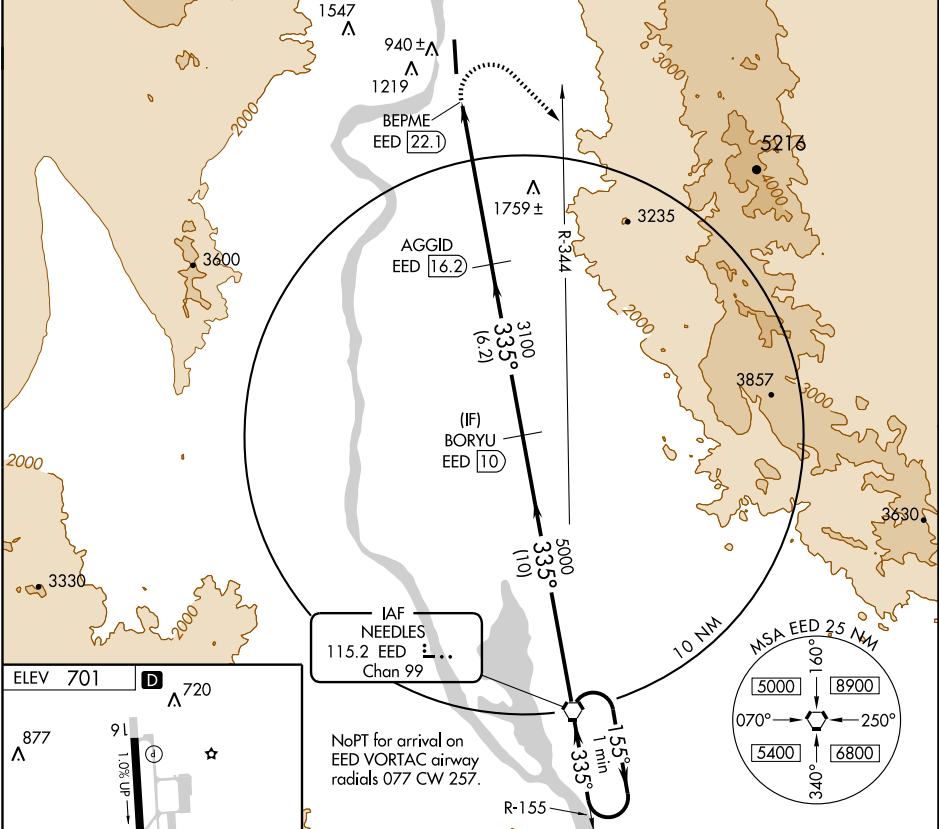 1547
940 ±
1219
2000
3000
BEPME
EED 22.1
5216
4000
1759 ±
3235
R-344
AGGID
EED 16.2
3600
2000
3100
335°
(6.2)
3857
3000
(IF)
BORYU
EED 10
2000
3630
5000
335°
(10)
3330
2000
IAF
NEEDLES
115.2 EED
Chan 99
10 NM
MSA EED 25 NM
160°
5000
8900
070°
250°
5400
6800
340°
155°
1 min
335°
R-155
NoPT for arrival on
EED VORTAC airway
radials 077 CW 257.
ELEV 701
D
720
877
16
P
1.0% UP